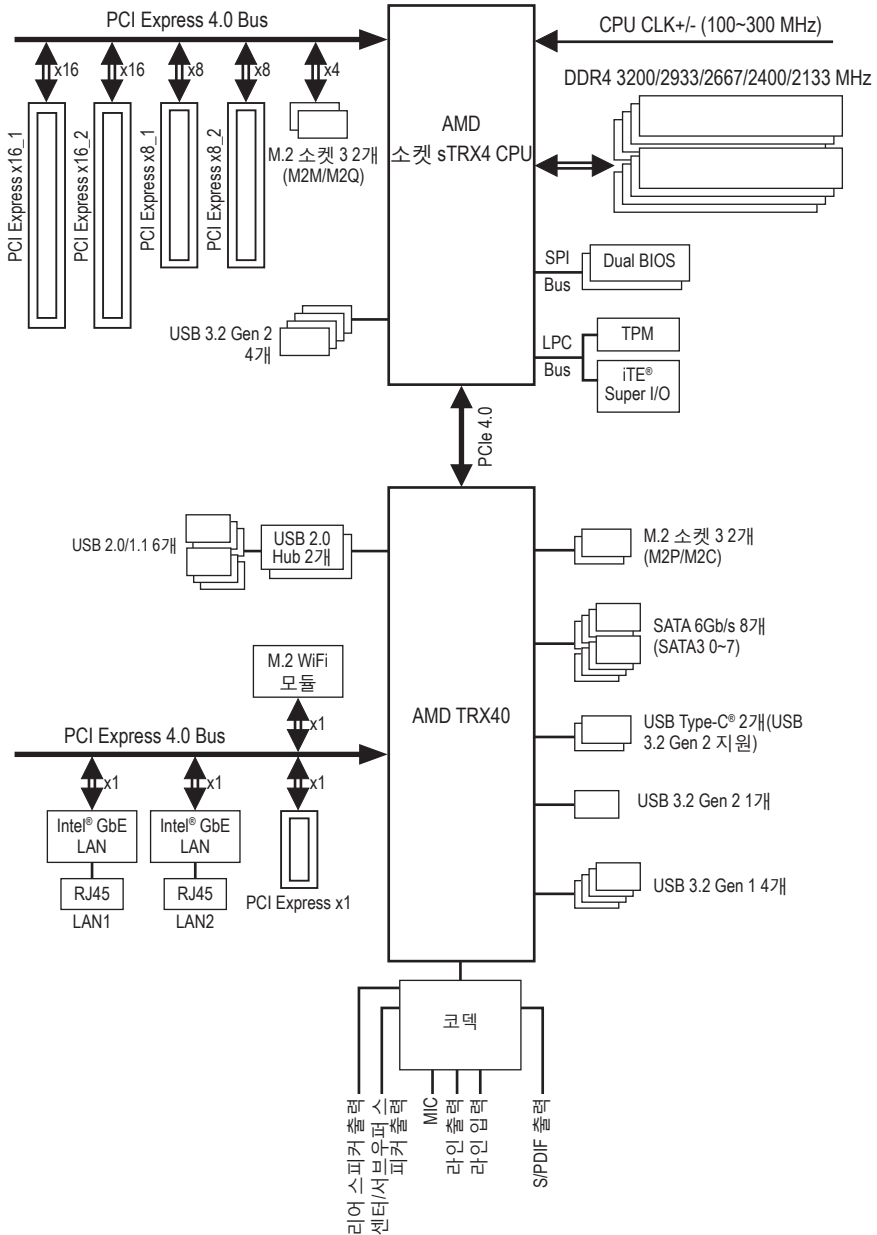 PCI Express 4.0 Bus
CPU CLK+/- (100~300 MHz)
x16
x16
x8
x8
x4
DDR4 3200/2933/2667/2400/2133 MHz
PCI Express x16_1
PCI Express x16_2
PCI Express x8_1
PCI Express x8_2
M.2 소켓 3 2개
(M2M/M2Q)
AMD
소켓 sTRX4 CPU
SPI
Bus
Dual BIOS
USB 3.2 Gen 2
4개
LPC
Bus
TPM
iTE®
Super I/O
PCIe 4.0
USB 2.0/1.1 6개
USB 2.0
Hub 2개
M.2 소켓 3 2개
(M2P/M2C)
SATA 6Gb/s 8개
(SATA3 0~7)
M.2 WiFi
모듈
x1
AMD TRX40
USB Type-C® 2개(USB
3.2 Gen 2 지원)
PCI Express 4.0 Bus
x1
x1
x1
USB 3.2 Gen 2 1개
Intel® GbE
LAN
Intel® GbE
LAN
RJ45
RJ45
LAN1
LAN2
PCI Express x1
USB 3.2 Gen 1 4개
코덱
리어 스피커 출력
센터/서브우퍼 스
피커 출력
MIC
라인 출력
라인 입력
S/PDIF 출력